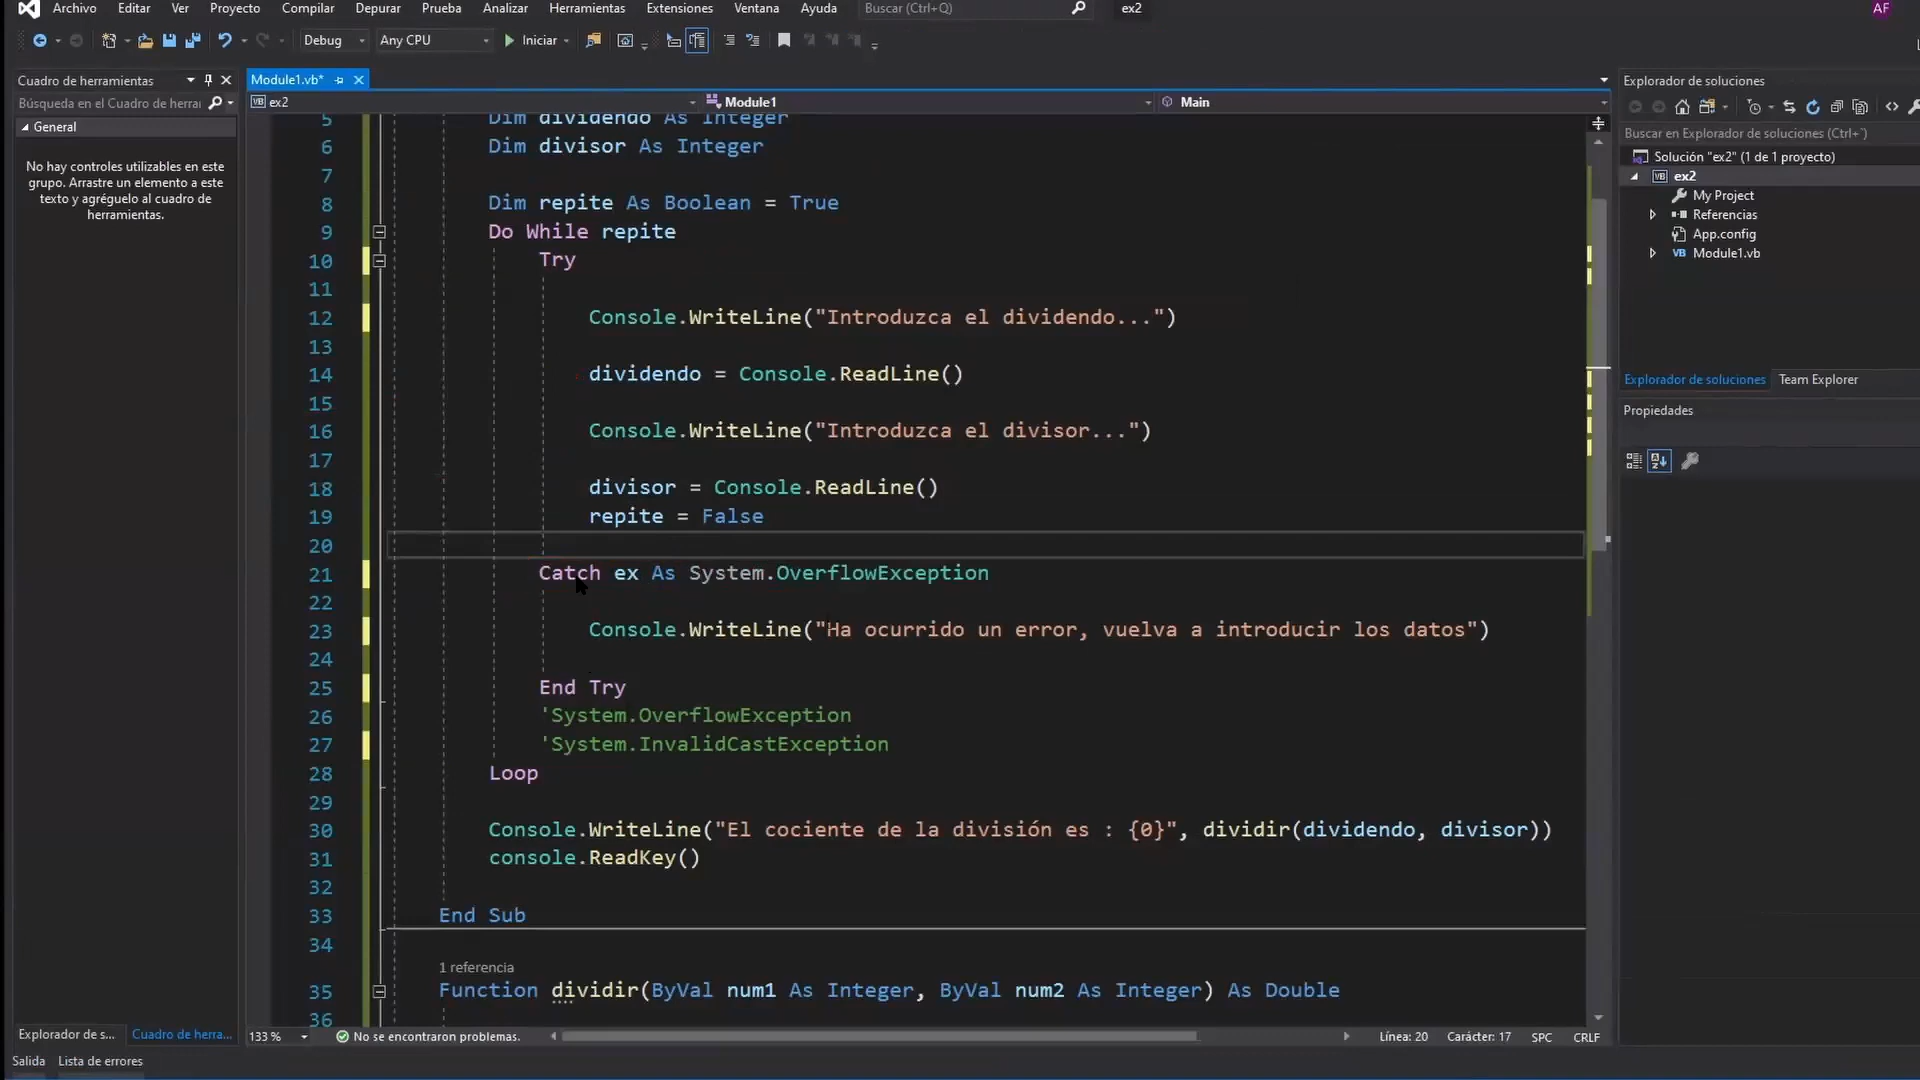 Archivo Editar Ver Proyecto Compilar Depurar Prueba Analizar Herramientas Extensiones Ventana Ayuda Buscar (Ctrl+Q) ex2 AF
Debug Any CPU Iniciar
Cuadro de herramientas
Búsqueda en el Cuadro de herrar
General
No hay controles utilizables en este
grupo. Arrastre un elemento a este
texto y agréguelo al cuadro de
herramientas.
Module1.vb*
ex2 Module1 Main
5 Dim dividendo As Integer
6 Dim divisor As Integer
7
8 Dim repite As Boolean = True
9 Do While repite
10 Try
11
12 Console.WriteLine("Introduzca el dividendo...")
13
14 dividendo = Console.ReadLine()
15
16 Console.WriteLine("Introduzca el divisor...")
17
18 divisor = Console.ReadLine()
19 repite = False
20
21 Catch ex As System.OverflowException
22
23 Console.WriteLine("Ha ocurrido un error, vuelva a introducir los datos")
24
25 End Try
26 'System.OverflowException
27 'System.InvalidCastException
28 Loop
29
30 Console.WriteLine("El cociente de la división es : {0}", dividir(dividendo, divisor))
31 console.ReadKey()
32
33 End Sub
34
1 referencia
35 Function dividir(ByVal num1 As Integer, ByVal num2 As Integer) As Double
36
Explorador de soluciones
Buscar en Explorador de soluciones (Ctrl+`)
Solución "ex2" (1 de 1 proyecto)
VB ex2
My Project
Referencias
App.config
VB Module1.vb
Explorador de soluciones Team Explorer
Propiedades
Explorador de s... Cuadro de herra...
133 % No se encontraron problemas. Línea: 20 Carácter: 17 SPC CRLF
Salida Lista de errores